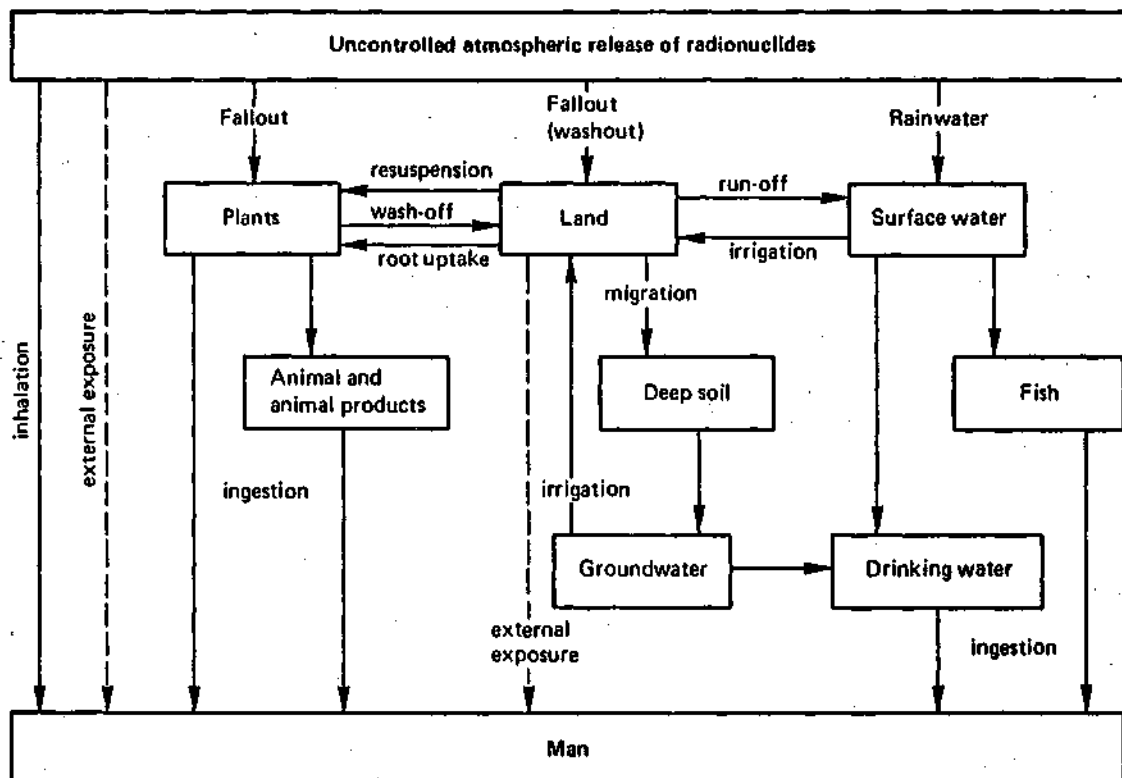 Uncontrolled atmospheric release of radionuclides
Fallout
Fallout
(washout)
Rainwater
resuspension
run-off
Plants
wash-off
Land
Surface water
root uptake
irrigation
migration
inhalation
external exposure
Animal and
animal products
Deep soil
Fish
ingestion
irrigation
Groundwater
Drinking water
external
exposure
ingestion
Man